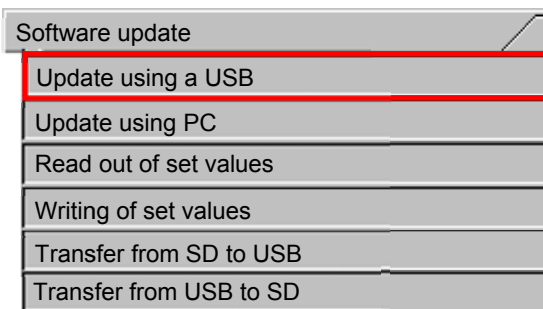 Software update
Update using a USB
Update using PC
Read out of set values
Writing of set values
Transfer from SD to USB
Transfer from USB to SD